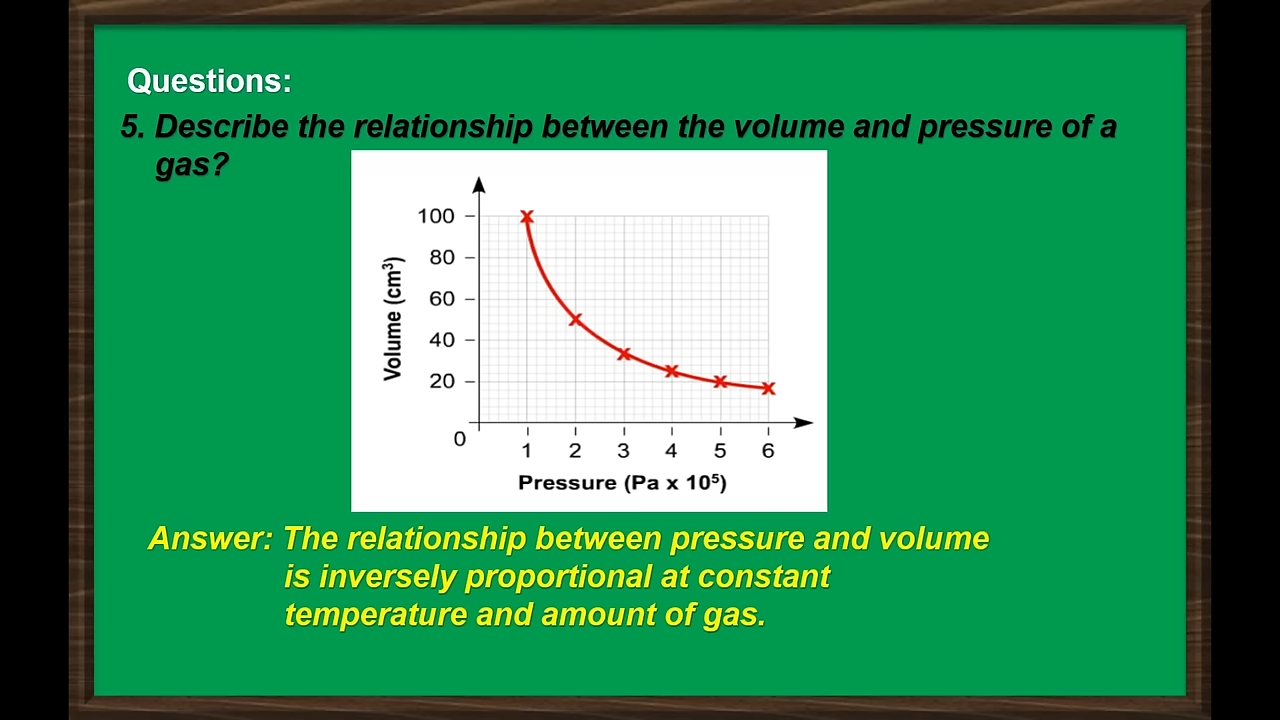 Questions:
5. Describe the relationship between the volume and pressure of a
gas?
100
80
60
40
20
0
Volume (cm³)
1 2 3 4 5 6
Pressure (Pa x 10⁵)
Answer: The relationship between pressure and volume
is inversely proportional at constant
temperature and amount of gas.